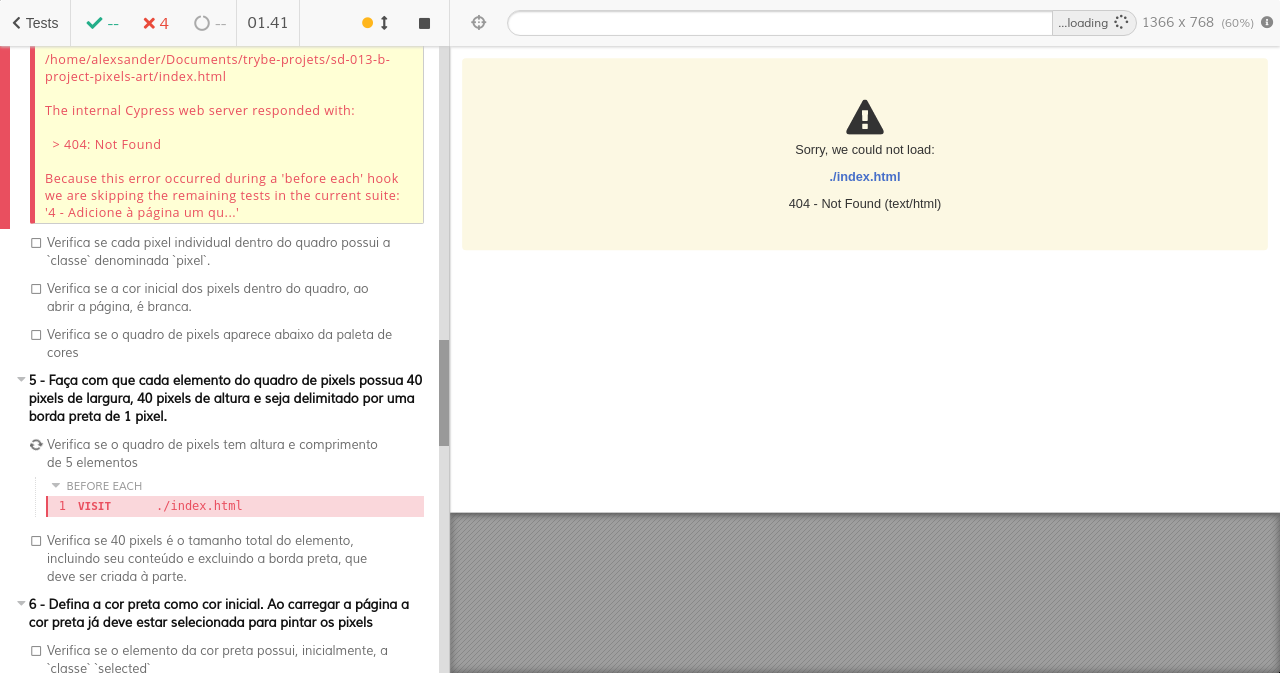 Tests
--
4
--
01.41
...loading
1366 x 768 (60%)
/home/alexsander/Documents/trybe-projets/sd-013-b-
project-pixels-art/index.html
The internal Cypress web server responded with:
> 404: Not Found
Because this error occurred during a 'before each' hook
we are skipping the remaining tests in the current suite:
'4 - Adicione à página um qu...'
Verifica se cada pixel individual dentro do quadro possui a
`classe` denominada `pixel`.
Verifica se a cor inicial dos pixels dentro do quadro, ao
abrir a página, é branca.
Verifica se o quadro de pixels aparece abaixo da paleta de
cores
5 - Faça com que cada elemento do quadro de pixels possua 40
pixels de largura, 40 pixels de altura e seja delimitado por uma
borda preta de 1 pixel.
Verifica se o quadro de pixels tem altura e comprimento
de 5 elementos
BEFORE EACH
1 VISIT ./index.html
Verifica se 40 pixels é o tamanho total do elemento,
incluindo seu conteúdo e excluindo a borda preta, que
deve ser criada à parte.
6 - Defina a cor preta como cor inicial. Ao carregar a página a
cor preta já deve estar selecionada para pintar os pixels
Verifica se o elemento da cor preta possui, inicialmente, a
`classe` `selected`
Sorry, we could not load:
./index.html
404 - Not Found (text/html)